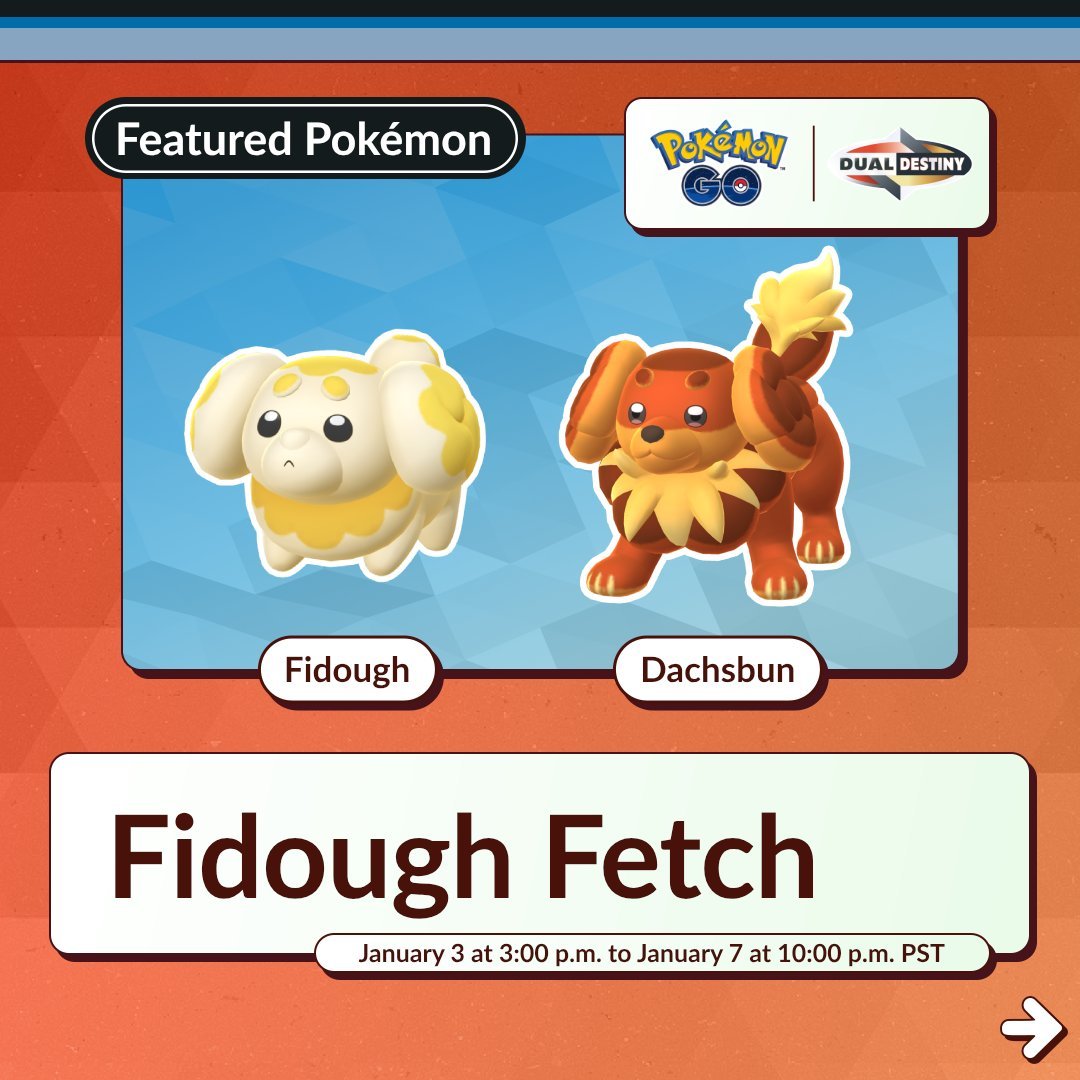 Featured Pokémon
POKéMON
GO
DUAL DESTINY
Fidough
Dachsbun
Fidough Fetch
January 3 at 3:00 p.m. to January 7 at 10:00 p.m. PST